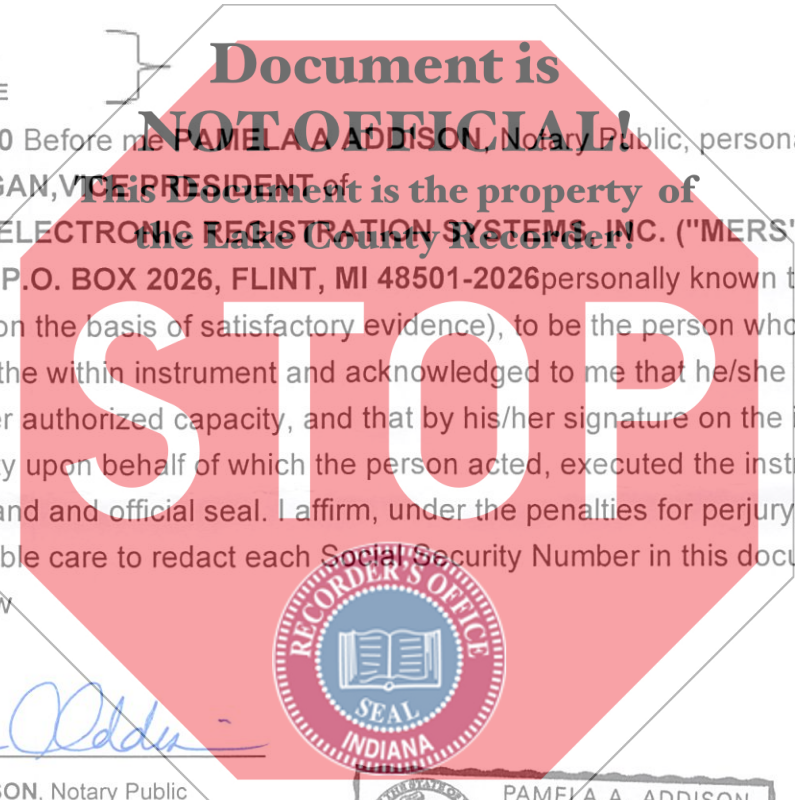 Document is
NOT OFFICIAL!
This Document is the property of
the Lake County Recorder!
STOP
E
0 Before me PAMELA A ADDISON, Notary Public, persona
GAN, VICE PRESIDENT of
ELECTRONIC REGISTRATION SYSTEMS, INC. ("MERS"
P.O. BOX 2026, FLINT, MI 48501-2026personally known t
on the basis of satisfactory evidence), to be the person who
the within instrument and acknowledged to me that he/she
r authorized capacity, and that by his/her signature on the i
y upon behalf of which the person acted, executed the inst
and and official seal. I affirm, under the penalties for perjury
ble care to redact each Social Security Number in this docu
w
RECORDER'S OFFICE
SEAL
INDIANA
SON, Notary Public
THE STATE OF
PAMELA A. ADDISON